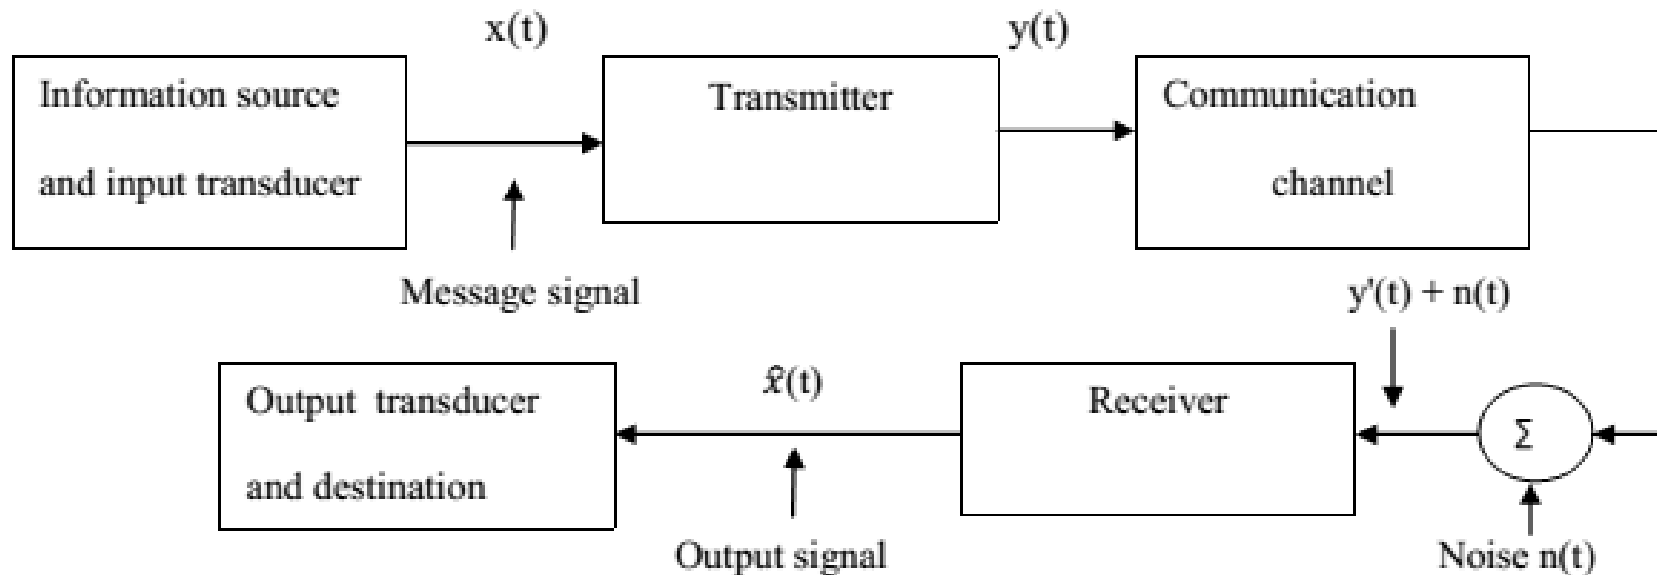 x(t)
y(t)
Information source
and input transducer
Transmitter
Communication
channel
Message signal
y'(t) + n(t)
Output transducer
and destination
x̂(t)
Receiver
Σ
Output signal
Noise n(t)